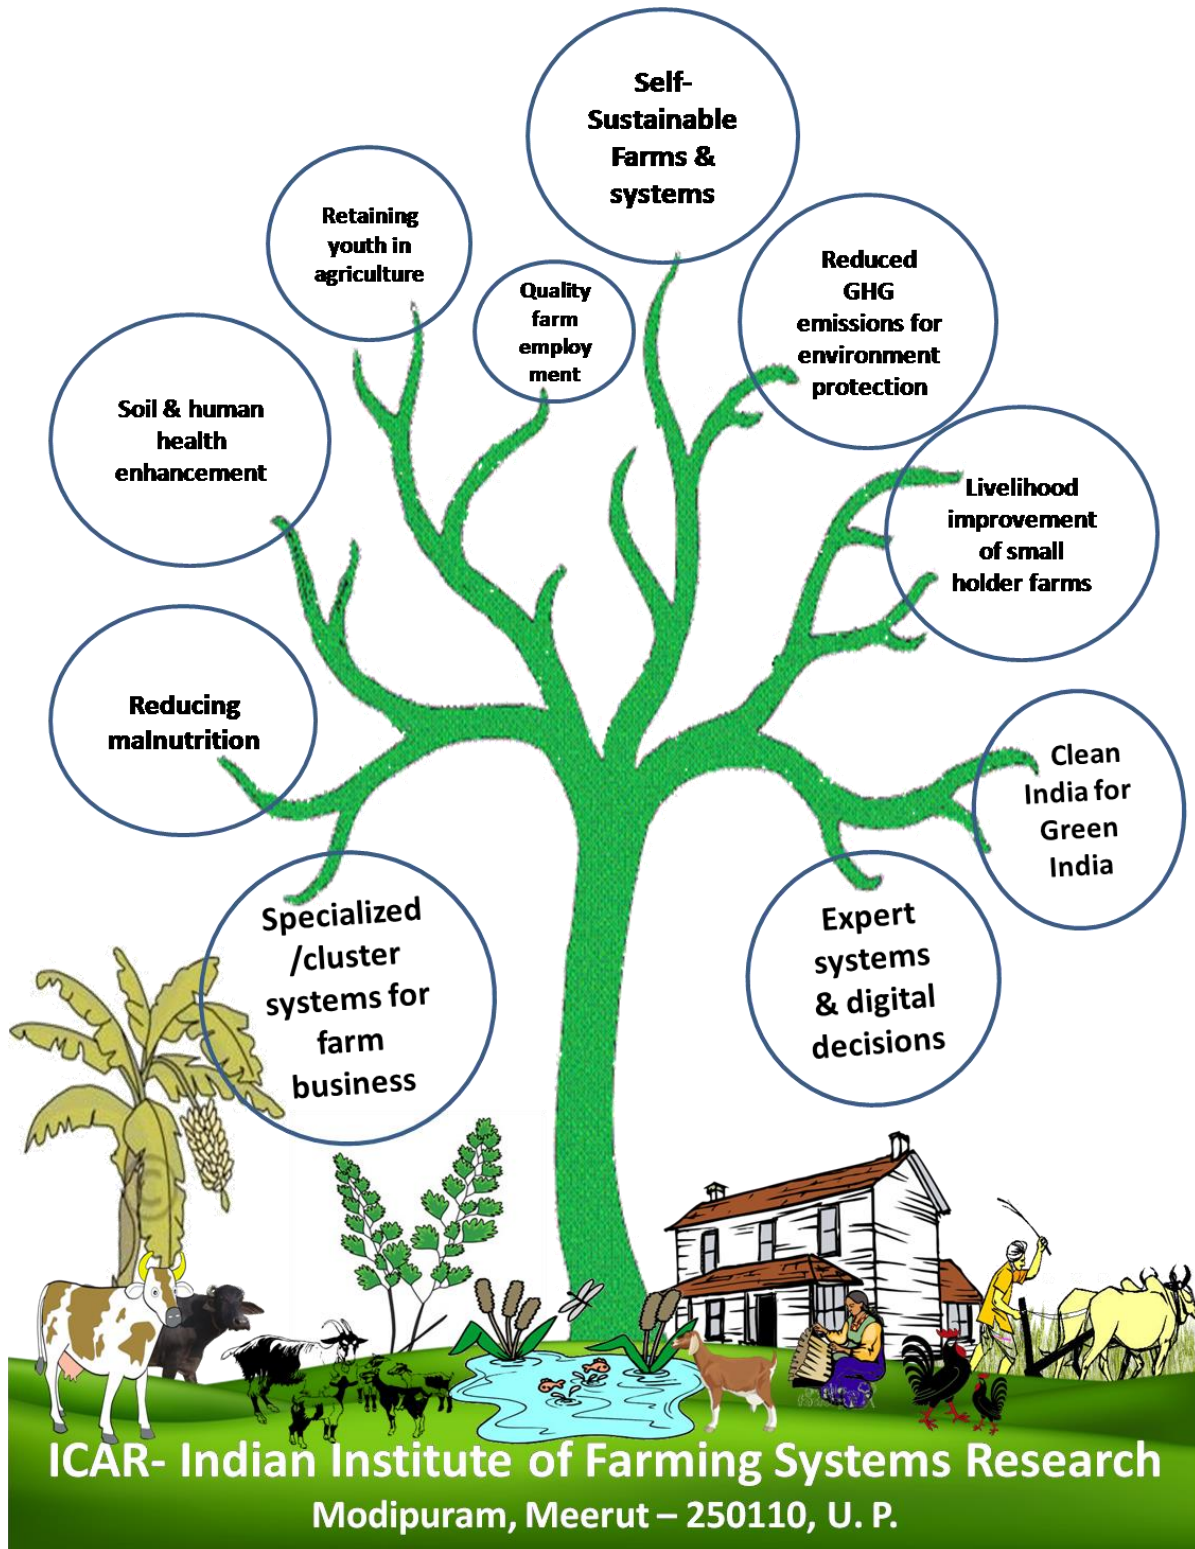 Self-
Sustainable
Farms &
systems
Retaining
youth in
agriculture
Quality
farm
employ
ment
Reduced
GHG
emissions for
environment
protection
Soil & human
health
enhancement
Livelihood
improvement
of small
holder farms
Reducing
malnutrition
Clean
India for
Green
India
Specialized
/cluster
systems for
farm
business
Expert
systems
& digital
decisions
ICAR- Indian Institute of Farming Systems Research
Modipuram, Meerut – 250110, U. P.